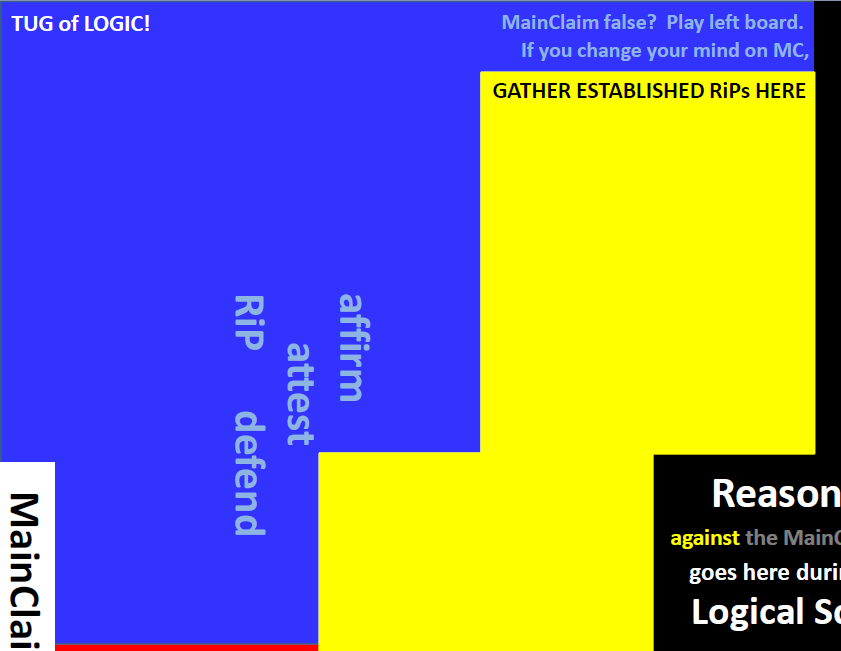 TUG of LOGIC!
MainClaim false? Play left board.
If you change your mind on MC,
GATHER ESTABLISHED RiPs HERE
affirm
attest
RiP defend
MainClai
Reason
against the MainC
goes here duri
Logical Sc